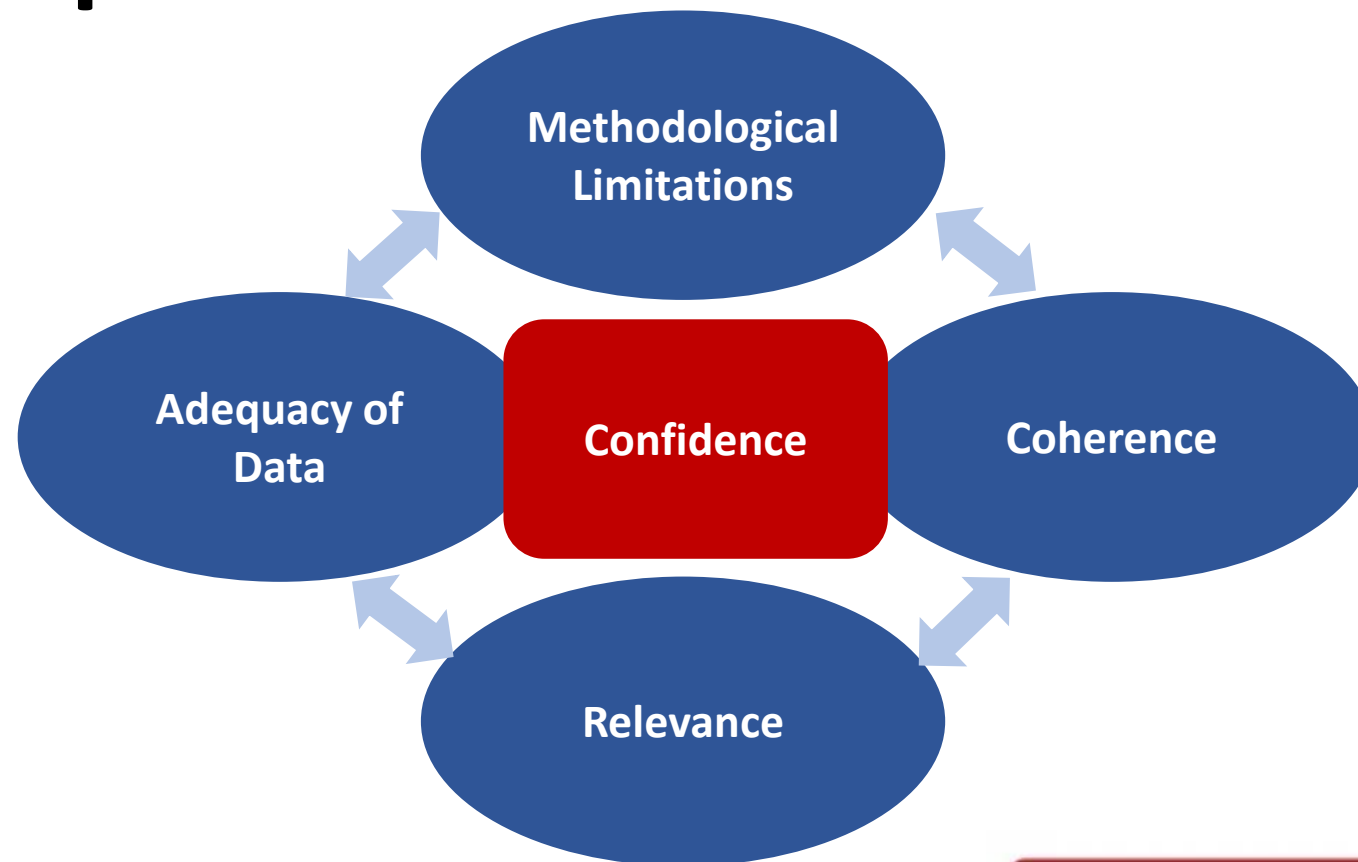 Methodological
Limitations
Adequacy of
Data
Confidence
Coherence
Relevance